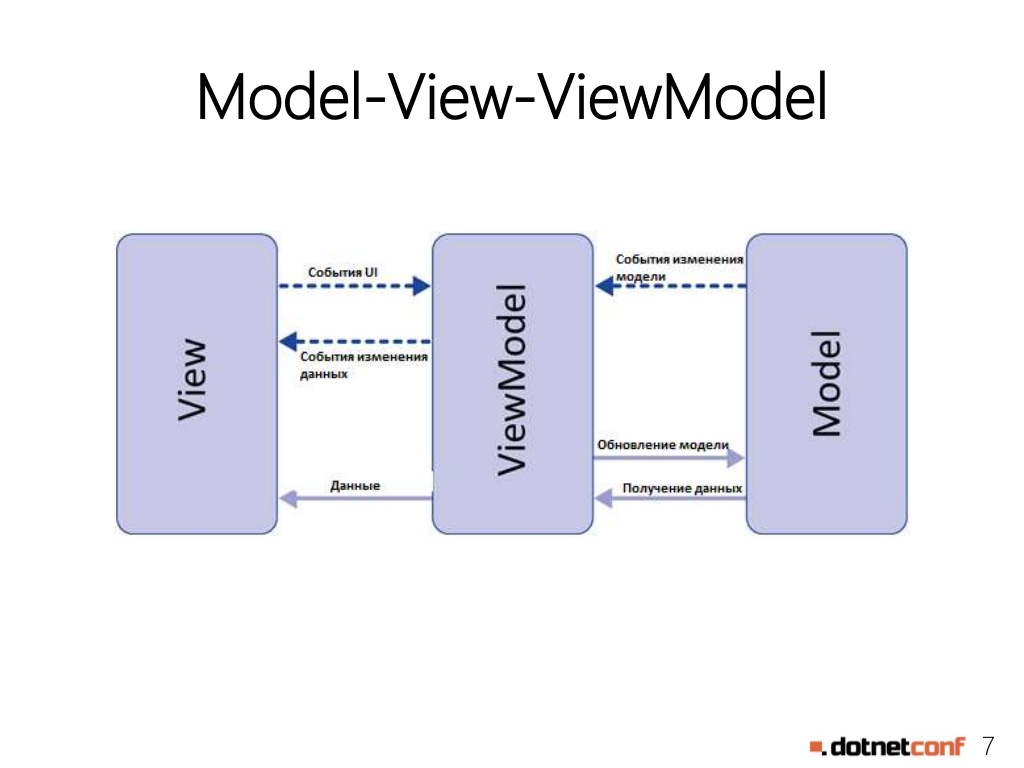 Model-View-ViewModel
View
События UI
События изменения
данных
Данные
ViewModel
События изменения
модели
Обновление модели
Получение данных
Model
.dotnetconf
7